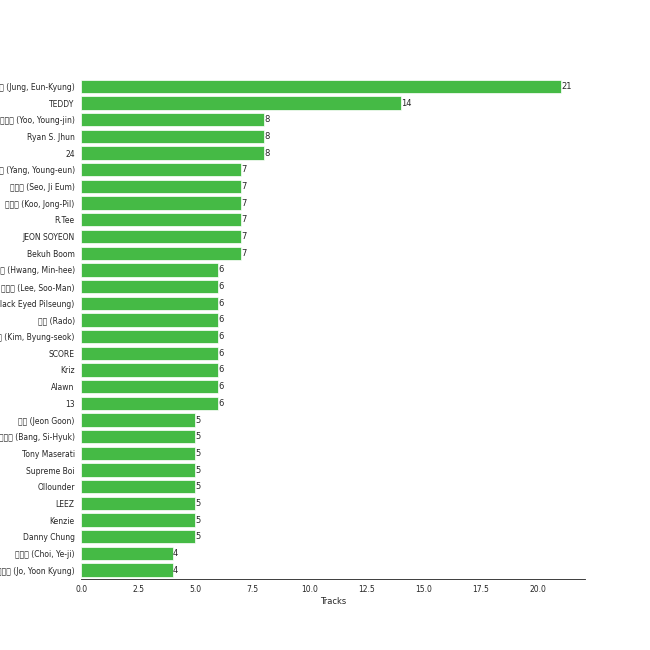 (Jung, Eun-Kyung) 21
TEDDY 14
(Yoo, Young-jin) 8
Ryan S. Jhun 8
24 8
(Yang, Young-eun) 7
(Seo, Ji Eum) 7
(Koo, Jong-Pil) 7
R.Tee 7
JEON SOYEON 7
Bekuh Boom 7
(Hwang, Min-hee) 6
(Lee, Soo-Man) 6
lack Eyed Pilseung) 6
(Rado) 6
(Kim, Byung-seok) 6
SCORE 6
Kriz 6
Alawn 6
13 6
(Jeon Goon) 5
(Bang, Si-Hyuk) 5
Tony Maserati 5
Supreme Boi 5
Ollounder 5
LEEZ 5
Kenzie 5
Danny Chung 5
(Choi, Ye-ji) 4
(Jo, Yoon Kyung) 4
0.0 2.5 5.0 7.5 10.0 12.5 15.0 17.5 20.0
Tracks